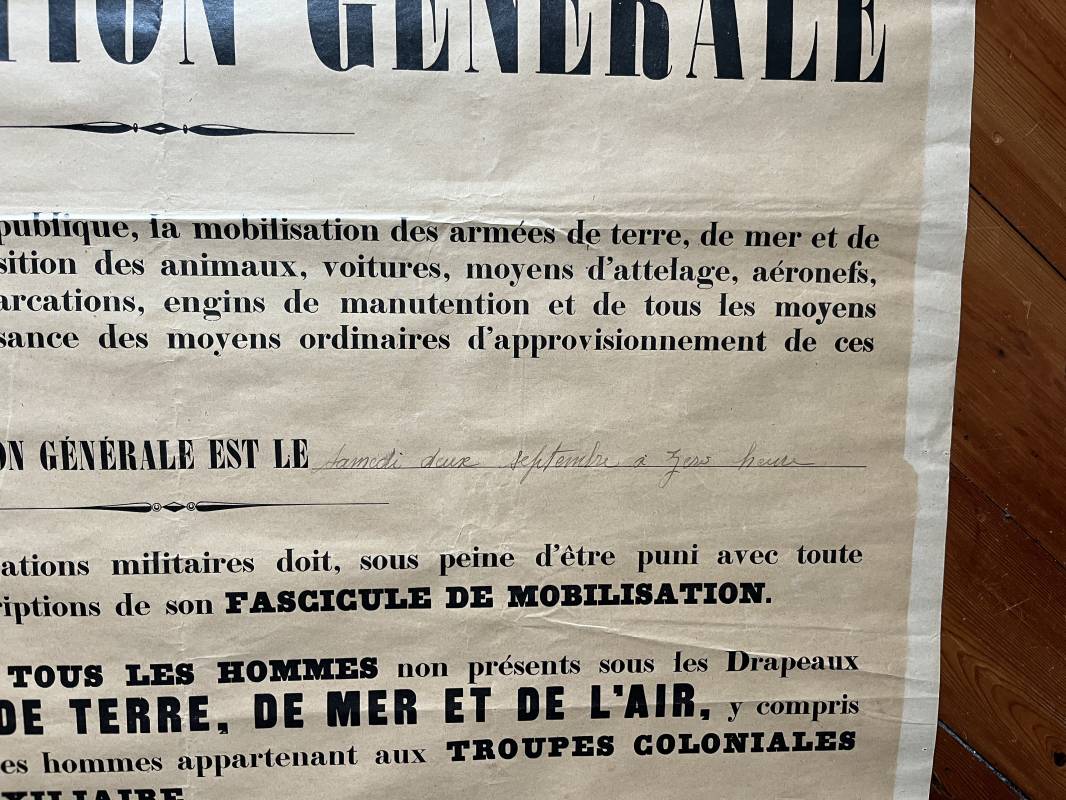 TION GÉNÉRALE
publique, la mobilisation des armées de terre, de mer et de
sition des animaux, voitures, moyens d'attelage, aéronefs,
arcations, engins de manutention et de tous les moyens
sance des moyens ordinaires d'approvisionnement de ces
ON GÉNÉRALE EST LE samedi deux septembre à zero heure
ations militaires doit, sous peine d'être puni avec toute
riptions de son FASCICULE DE MOBILISATION.
TOUS LES HOMMES non présents sous les Drapeaux
DE TERRE, DE MER ET DE L'AIR, y compris
es hommes appartenant aux TROUPES COLONIALES
XILIAIRE